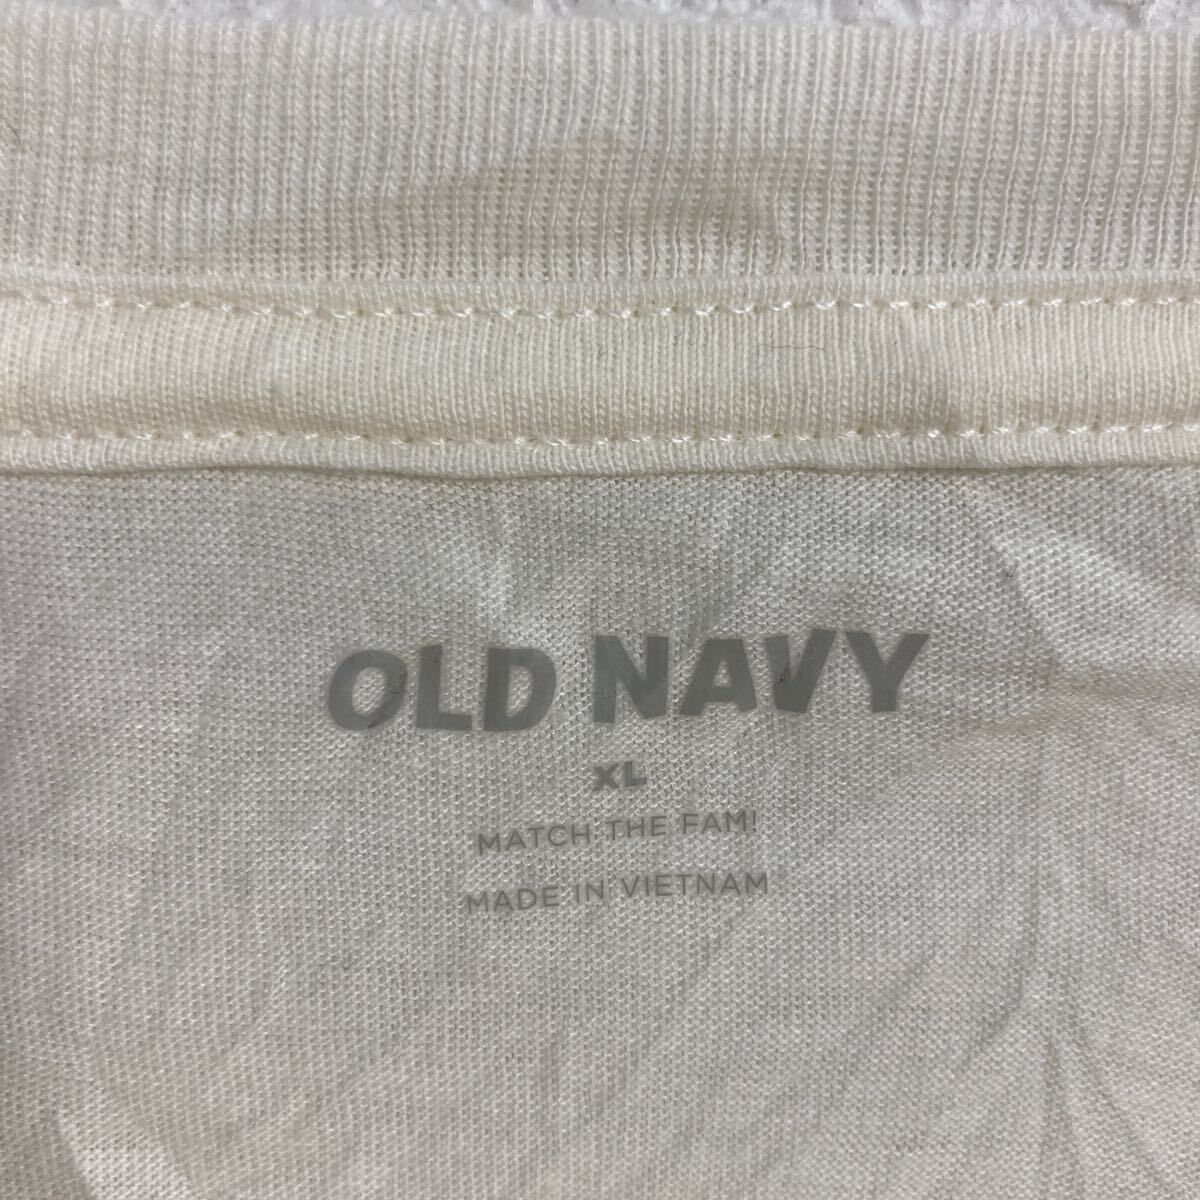 OLD NAVY
XL
MATCH THE FAM!
MADE IN VIETNAM